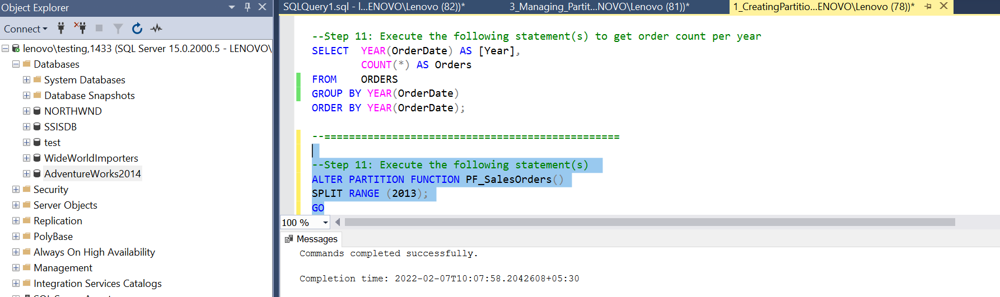 Object Explorer
Connect
lenovo\testing,1433 (SQL Server 15.0.2000.5 - LENOVO\
Databases
System Databases
Database Snapshots
NORTHWND
SSISDB
test
WideWorldImporters
AdventureWorks2014
Security
Server Objects
Replication
PolyBase
Always On High Availability
Management
Integration Services Catalogs
SQLQuery1.sql - l...ENOVO\Lenovo (82))*
3_Managing_Partit...NOVO\Lenovo (81))*
1_CreatingPartitio...ENOVO\Lenovo (78))*
--Step 11: Execute the following statement(s) to get order count per year
SELECT YEAR(OrderDate) AS [Year],
COUNT(*) AS Orders
FROM ORDERS
GROUP BY YEAR(OrderDate)
ORDER BY YEAR(OrderDate);
--================================================
--Step 11: Execute the following statement(s)
ALTER PARTITION FUNCTION PF_SalesOrders()
SPLIT RANGE (2013);
GO
100 %
Messages
Commands completed successfully.
Completion time: 2022-02-07T10:07:58.2042608+05:30